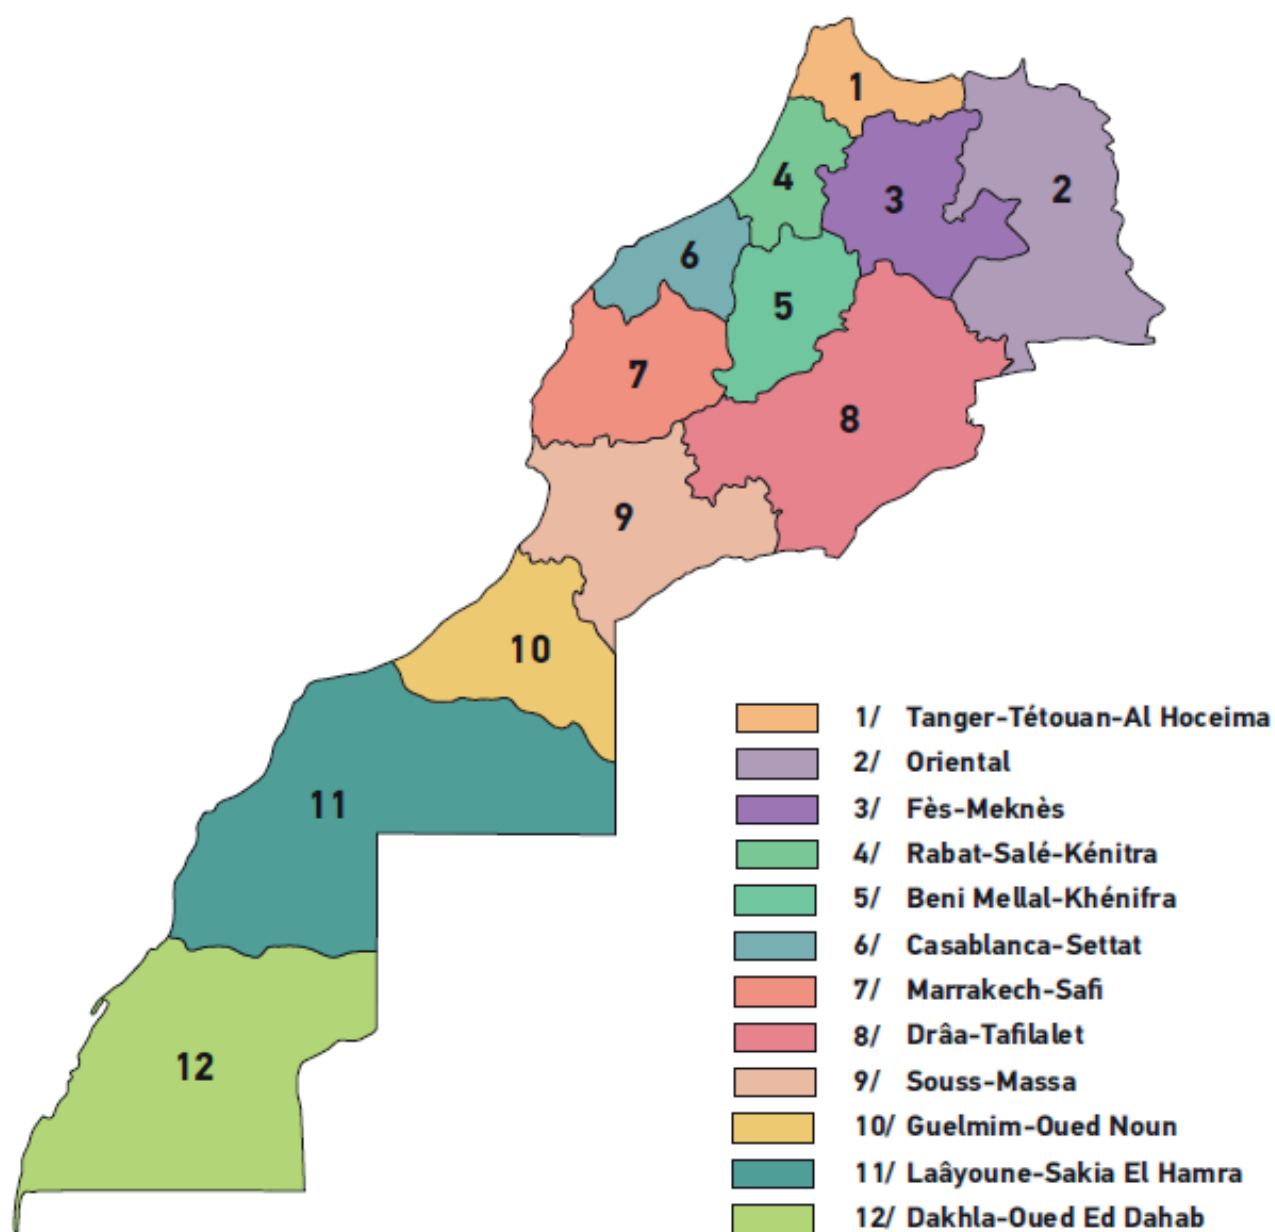 1
2
3
4
5
6
7
8
9
10
11
12
1/ Tanger-Tétouan-Al Hoceima
2/ Oriental
3/ Fès-Meknès
4/ Rabat-Salé-Kénitra
5/ Beni Mellal-Khénifra
6/ Casablanca-Settat
7/ Marrakech-Safi
8/ Drâa-Tafilalet
9/ Souss-Massa
10/ Guelmim-Oued Noun
11/ Laâyoune-Sakia El Hamra
12/ Dakhla-Oued Ed Dahab